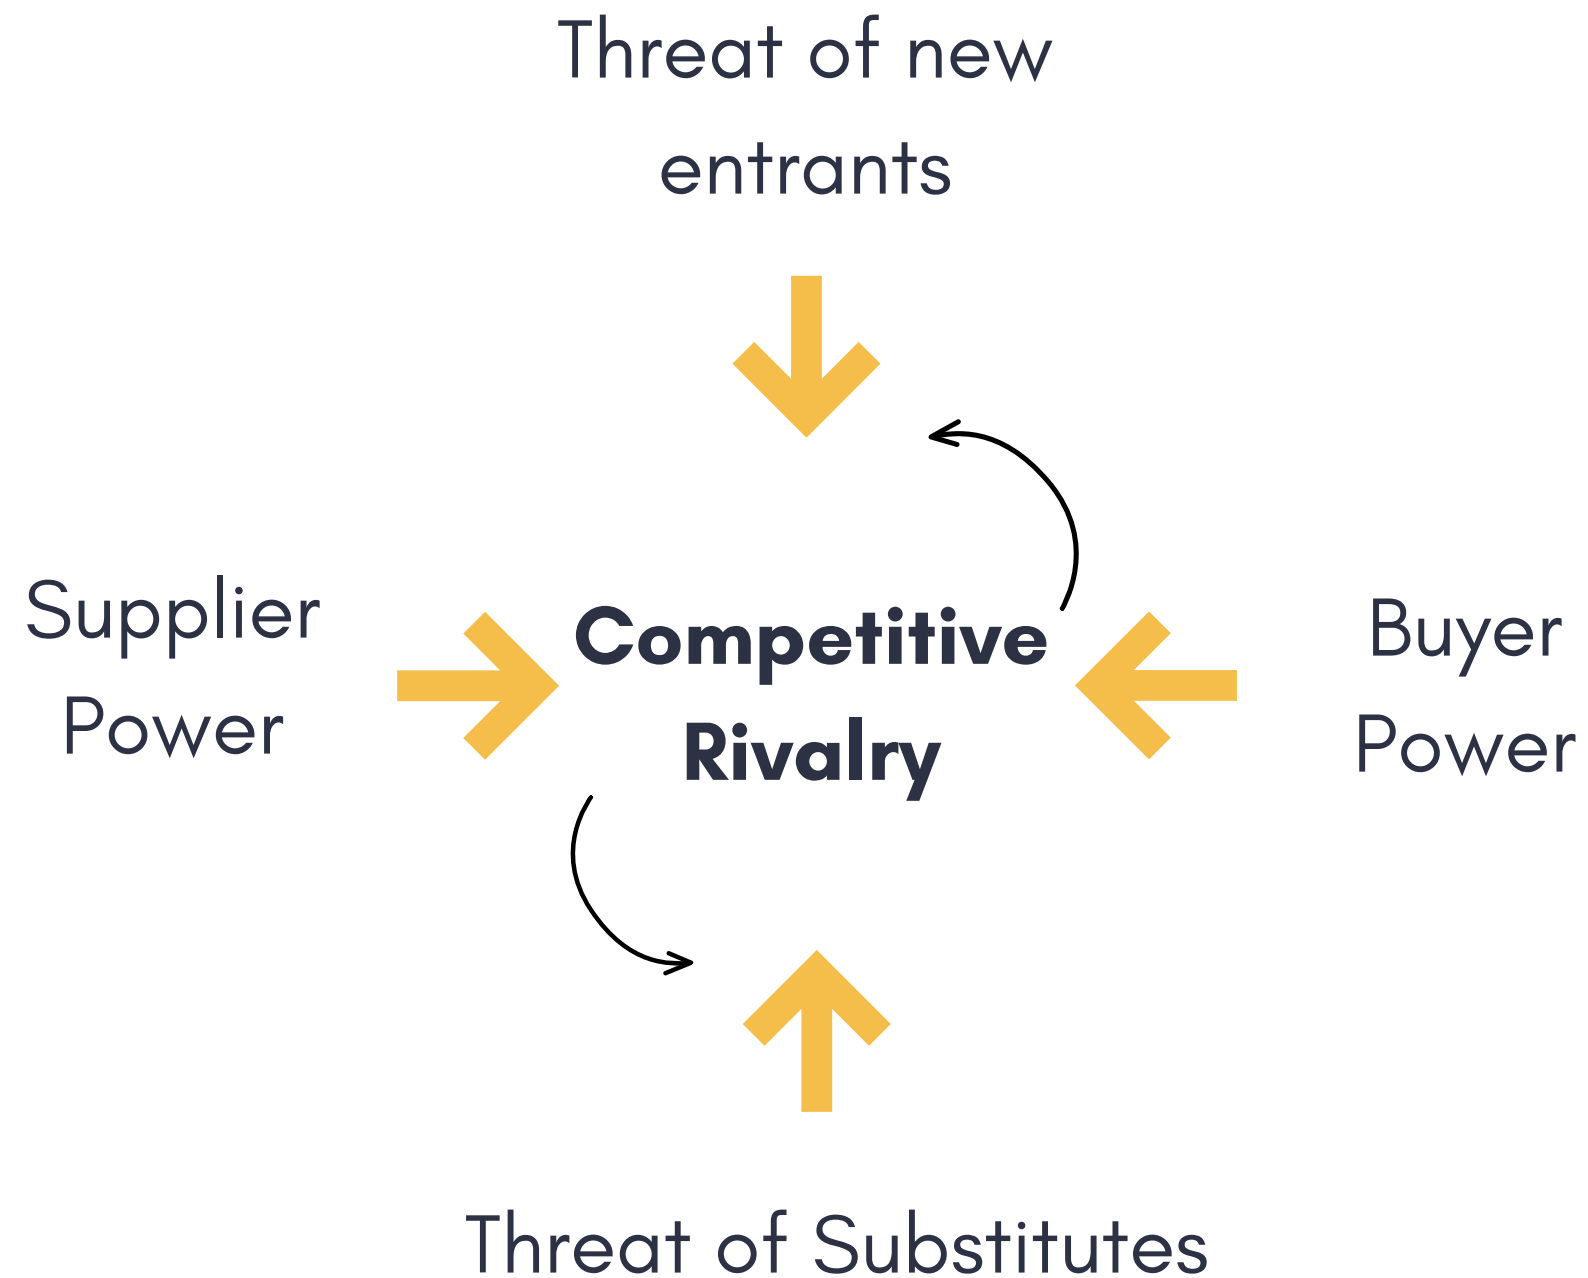 Threat of new
entrants
Supplier
Power
Competitive
Rivalry
Buyer
Power
Threat of Substitutes